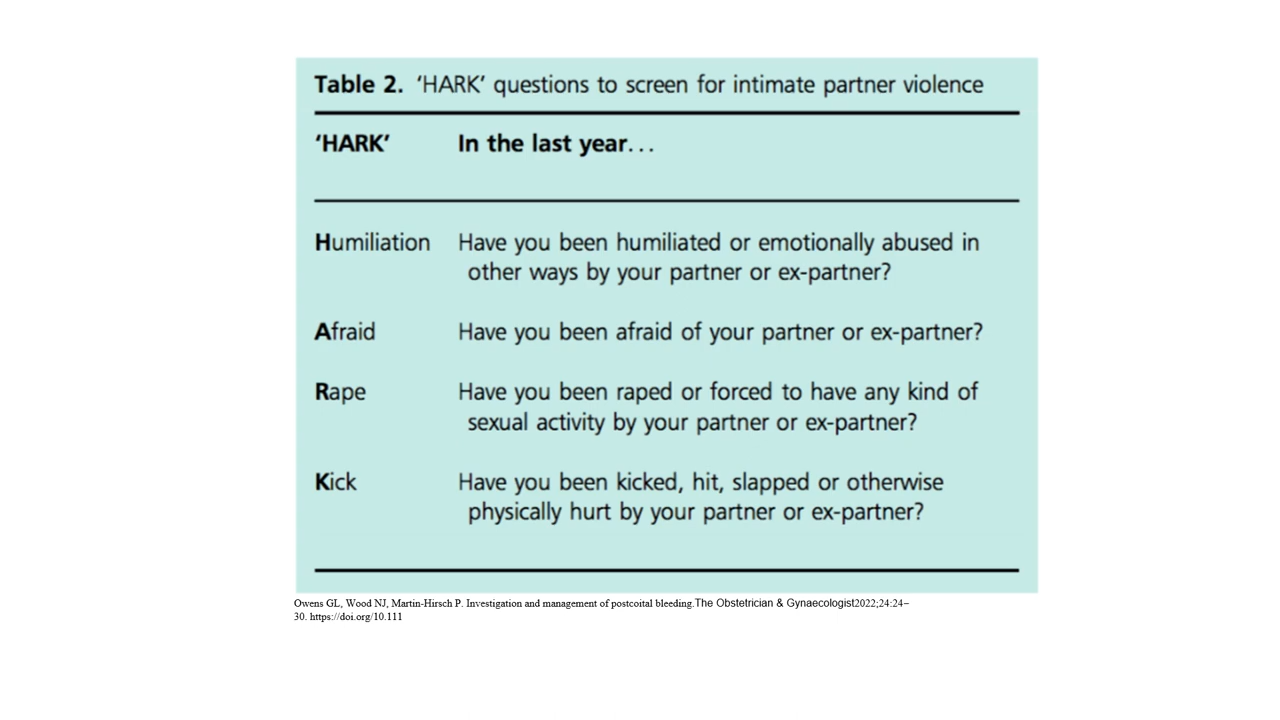 Table 2. ‘HARK’ questions to screen for intimate partner violence
‘HARK’ In the last year...
Humiliation Have you been humiliated or emotionally abused in
other ways by your partner or ex-partner?
Afraid Have you been afraid of your partner or ex-partner?
Rape Have you been raped or forced to have any kind of
sexual activity by your partner or ex-partner?
Kick Have you been kicked, hit, slapped or otherwise
physically hurt by your partner or ex-partner?
Owens GL, Wood NJ, Martin-Hirsch P. Investigation and management of postcoital bleeding.The Obstetrician & Gynaecologist2022;24:24–
30. https://doi.org/10.111